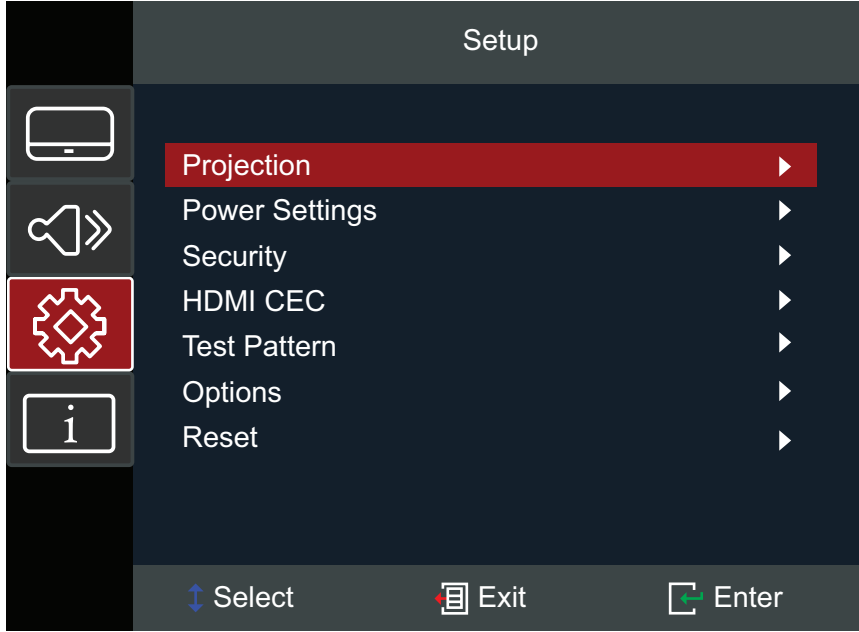 Setup
Projection
Power Settings
Security
HDMI CEC
Test Pattern
Options
i
Reset
Select Exit Enter